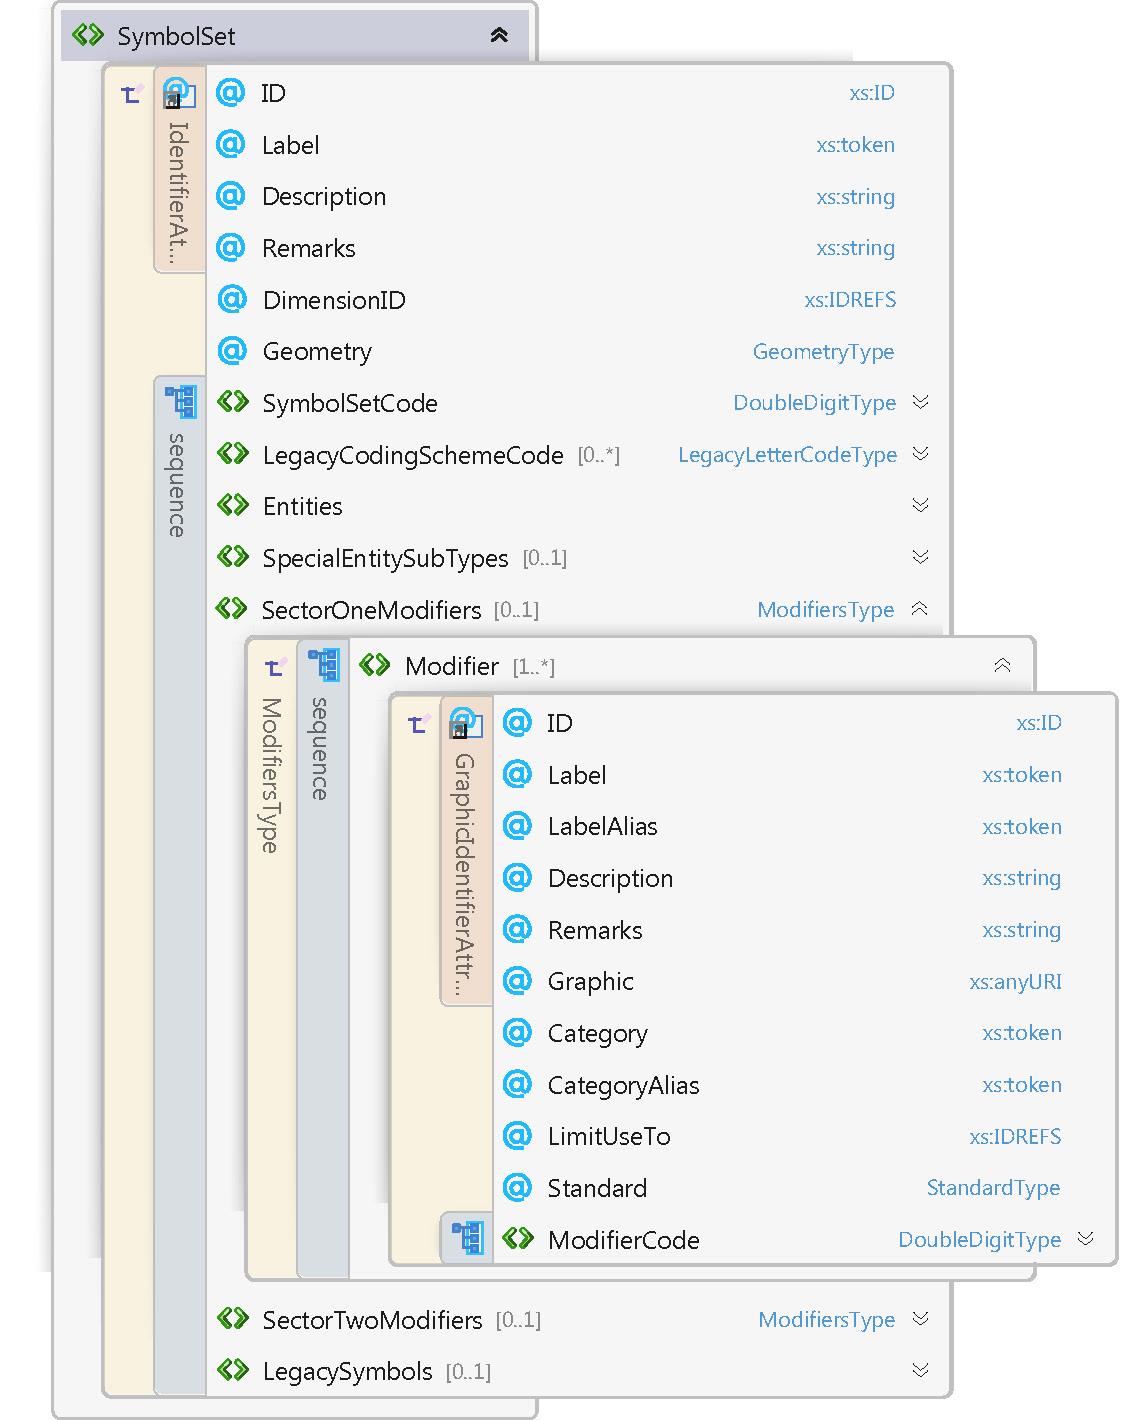 SymbolSet
IdentifierAt...
ID xs:ID
Label xs:token
Description xs:string
Remarks xs:string
DimensionID xs:IDREFS
Geometry GeometryType
sequence
SymbolSetCode DoubleDigitType
LegacyCodingSchemeCode [0..*] LegacyLetterCodeType
Entities
SpecialEntitySubTypes [0..1]
SectorOneModifiers [0..1] ModifiersType
ModifiersType
sequence
Modifier [1..*]
GraphicIdentifierAttr...
ID xs:ID
Label xs:token
LabelAlias xs:token
Description xs:string
Remarks xs:string
Graphic xs:anyURI
Category xs:token
CategoryAlias xs:token
LimitUseTo xs:IDREFS
Standard StandardType
ModifierCode DoubleDigitType
SectorTwoModifiers [0..1] ModifiersType
LegacySymbols [0..1]